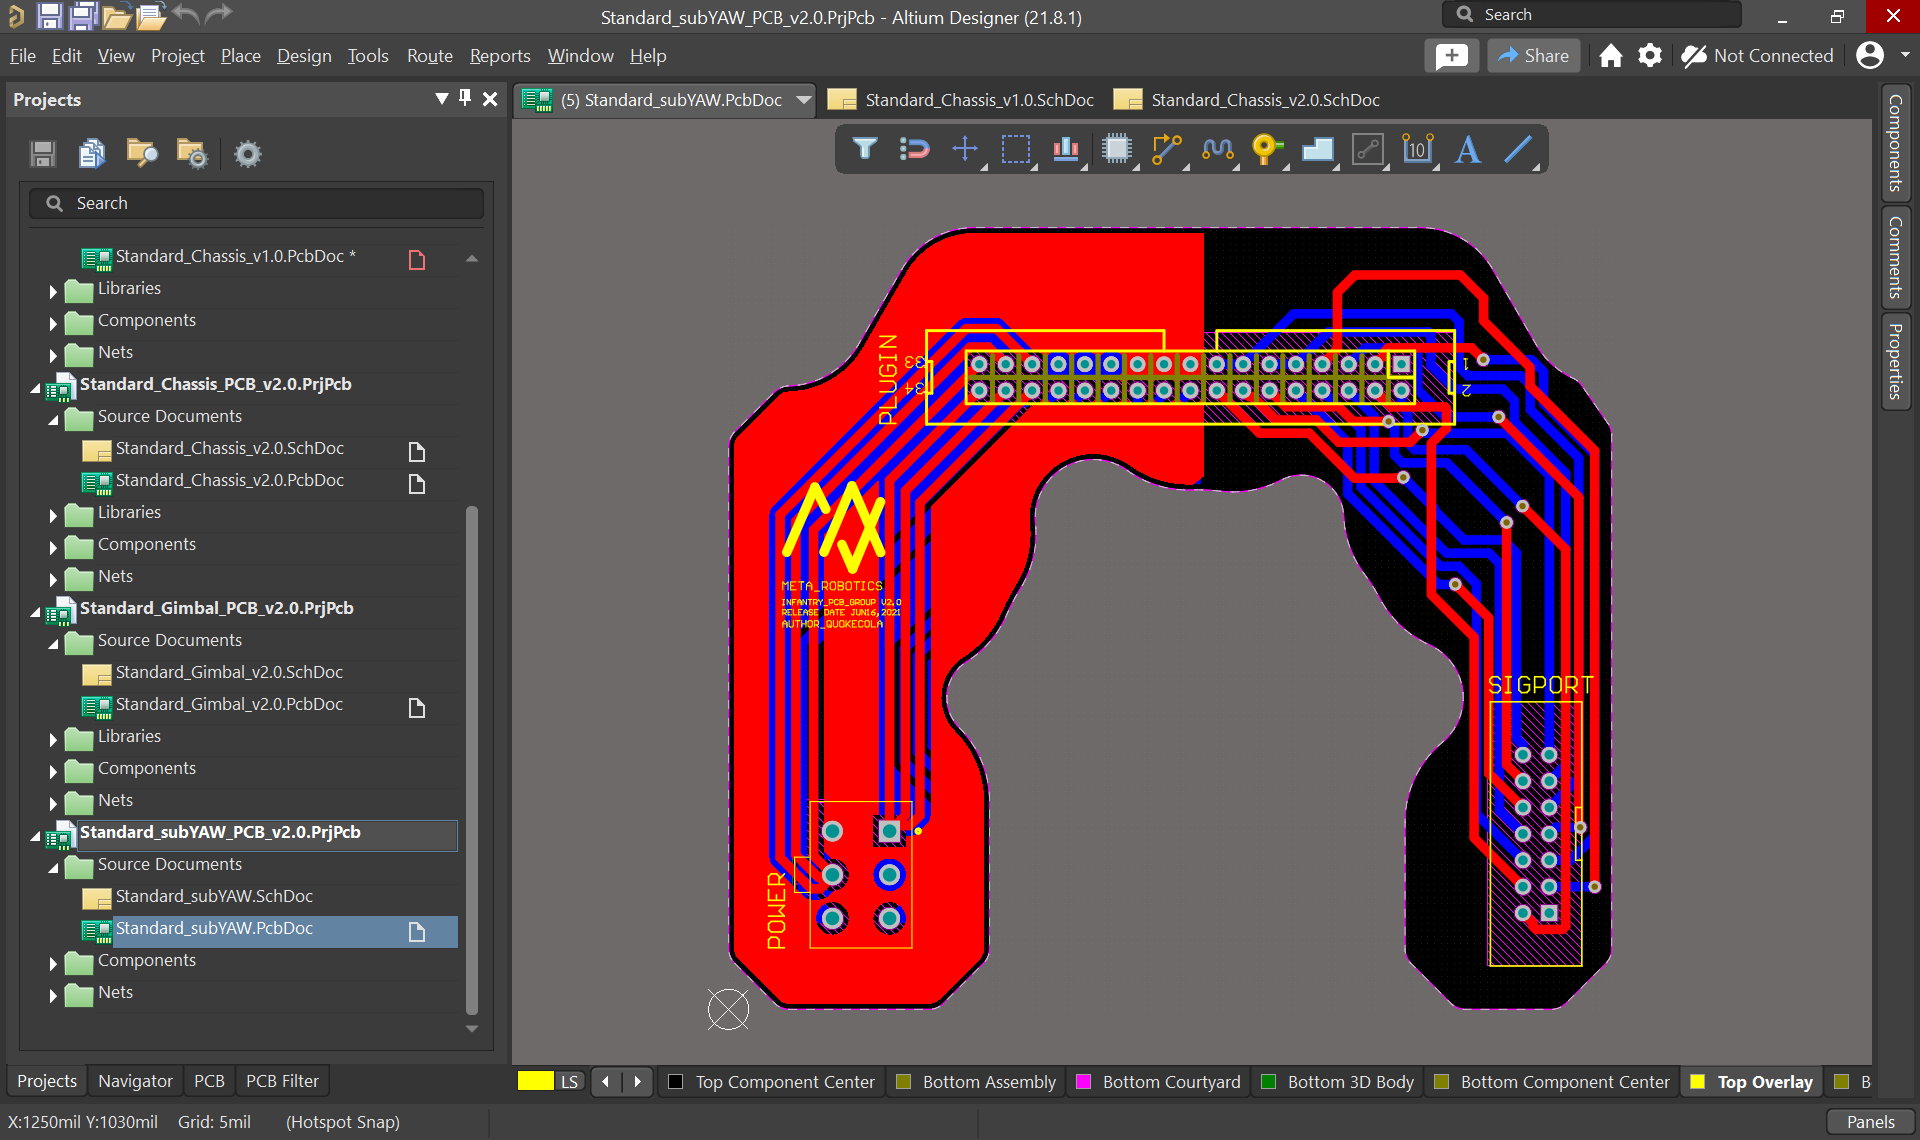 Standard_subYAW_PCB_v2.0.PrjPcb - Altium Designer (21.8.1)
Search
File Edit View Project Place Design Tools Route Reports Window Help
Share
Not Connected
Projects
(5) Standard_subYAW.PcbDoc
Standard_Chassis_v1.0.SchDoc
Standard_Chassis_v2.0.SchDoc
Search
Standard_Chassis_v1.0.PcbDoc *
Libraries
Components
Nets
Standard_Chassis_PCB_v2.0.PrjPcb
Source Documents
Standard_Chassis_v2.0.SchDoc
Standard_Chassis_v2.0.PcbDoc
Libraries
Components
Nets
Standard_Gimbal_PCB_v2.0.PrjPcb
Source Documents
Standard_Gimbal_v2.0.SchDoc
Standard_Gimbal_v2.0.PcbDoc
Libraries
Components
Nets
Standard_subYAW_PCB_v2.0.PrjPcb
Source Documents
Standard_subYAW.SchDoc
Standard_subYAW.PcbDoc
Components
Nets
10
PLUGIN
33
34
1
2
META_ROBOTICS
INFANTRY_PCB_GROUP V2.0
RELEASE DATE JUN16,2021
AUTHOR_QUOKECOLA
POWER
SIGPORT
Components
Comments
Properties
Projects Navigator PCB PCB Filter
LS
Top Component Center
Bottom Assembly
Bottom Courtyard
Bottom 3D Body
Bottom Component Center
Top Overlay
B
X:1250mil Y:1030mil Grid: 5mil (Hotspot Snap)
Panels